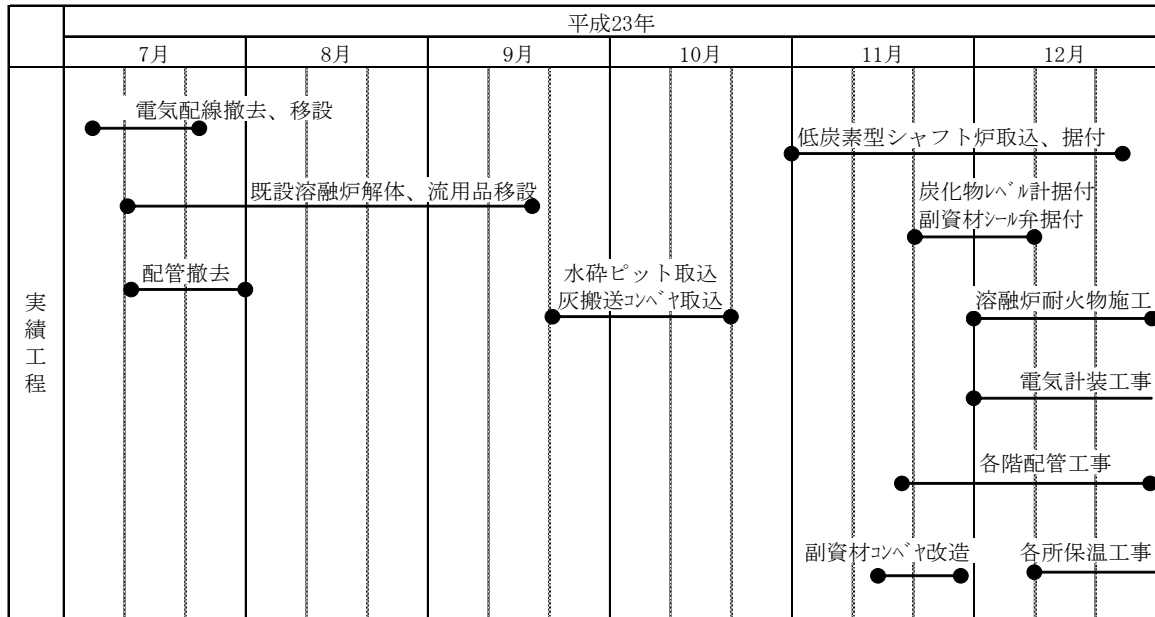 平成23年
7月
8月
9月
10月
11月
12月
実績工程
電気配線撤去、移設
低炭素型シャフト炉取込、据付
既設溶融炉解体、流用品移設
炭化物ﾚﾍﾞﾙ計据付
副資材ｼｰﾙ弁据付
配管撤去
水砕ピット取込
灰搬送ｺﾝﾍﾞﾔ取込
溶融炉耐火物施工
電気計装工事
各階配管工事
副資材ｺﾝﾍﾞﾔ改造
各所保温工事